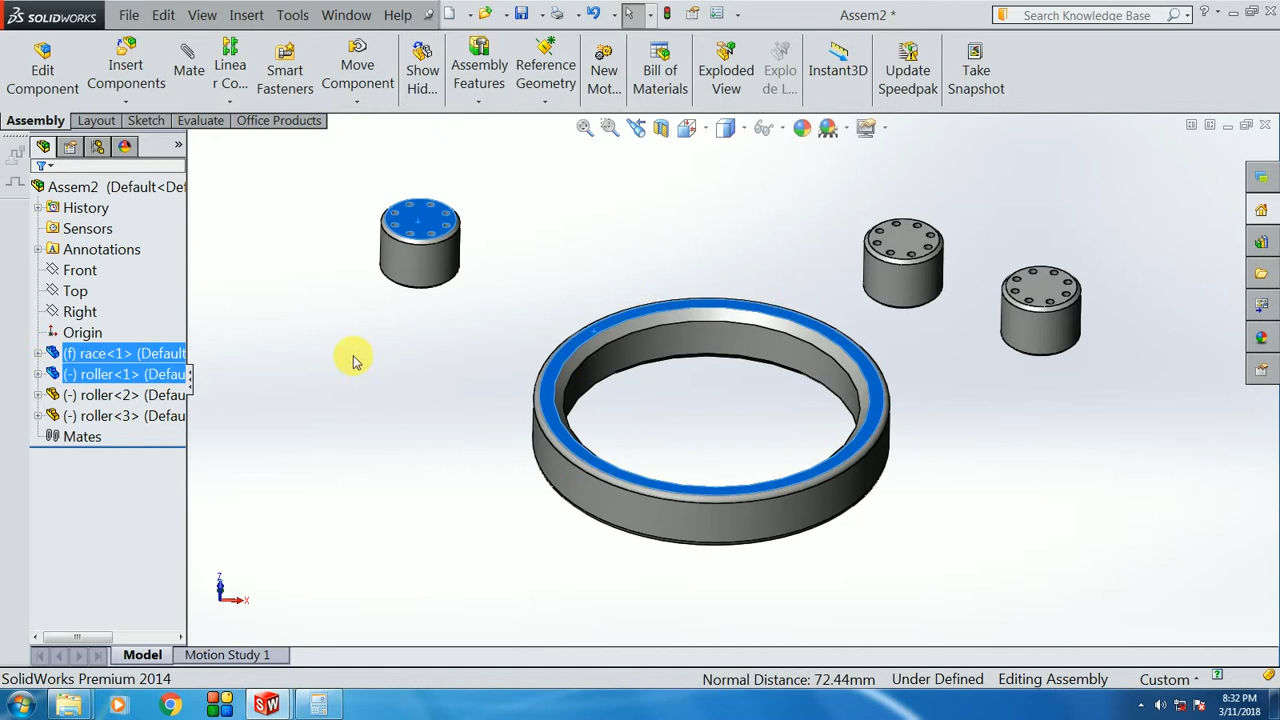 SOLIDWORKS File Edit View Insert Tools Window Help Assem2 * Search Knowledge Base ?
Edit Component
Insert Components
Mate
Linea r Co...
Smart Fasteners
Move Component
Show Hid...
Assembly Features
Reference Geometry
New Mot...
Bill of Materials
Exploded View
Explo de L...
Instant3D
Update Speedpak
Take Snapshot
Assembly Layout Sketch Evaluate Office Products
»
Assem2 (Default<De
History
Sensors
A Annotations
Front
Top
Right
Origin
(f) race<1> (Default
(-) roller<1> (Defau
(-) roller<2> (Defau
(-) roller<3> (Defau
Mates
Z
X
Model Motion Study 1
SolidWorks Premium 2014 Normal Distance: 72.44mm Under Defined Editing Assembly Custom ?
SW 8:32 PM
3/11/2018